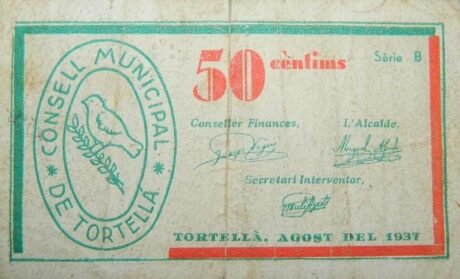 CONSELL MUNICIPAL
DE TORTELLÀ
50 cèntims
Sèrie B
Conseller Finances,
L'Alcalde,
Secretari Interventor,
TORTELLÀ, AGOST DEL 1937